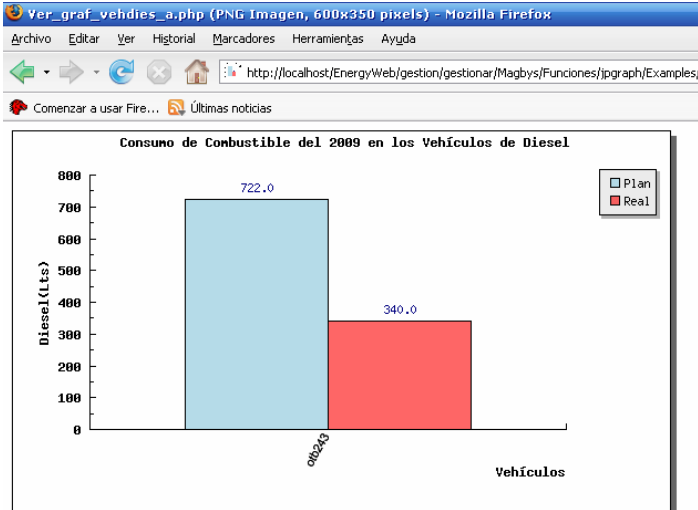 Ver_graf_vehdies_a.php (PNG Imagen, 600x350 pixels) - Mozilla Firefox
Archivo Editar Ver Historial Marcadores Herramientas Ayuda
http://localhost/EnergyWeb/gestion/gestionar/Magbys/Funciones/jpgraph/Examples/
Comenzar a usar Fire... Últimas noticias
Consumo de Combustible del 2009 en los Vehículos de Diesel
Plan
Real
Diesel(Lts)
800
700
600
500
400
300
200
100
0
722.0
340.0
otb243
Vehículos